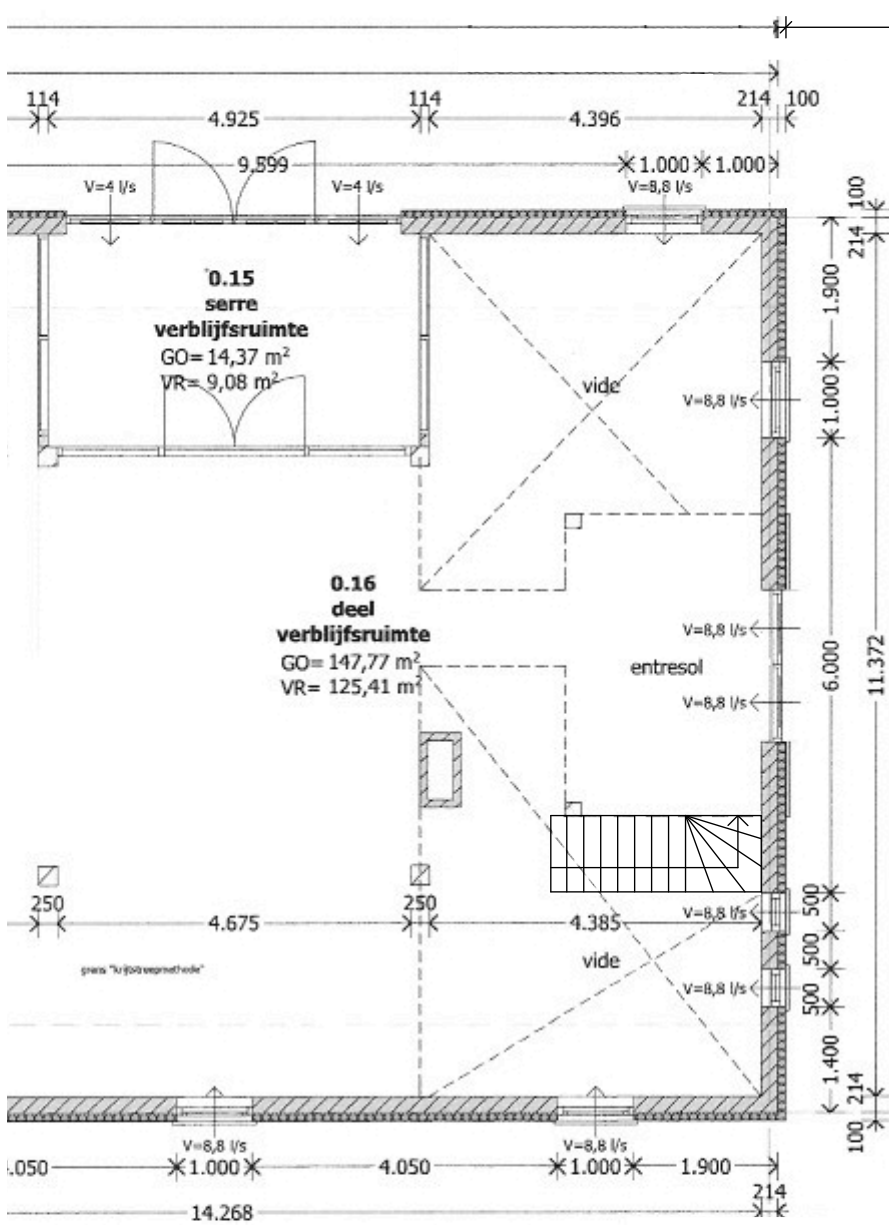 114
4.925
114
4.396
214
100
9.599
1.000
1.000
V=4 l/s
V=4 l/s
V=8,8 l/s
100
214
0.15
serre
verblijfsruimte
GO= 14,37 m²
VR= 9,08 m²
1.900
vide
V=8,8 l/s
1.000
0.16
deel
verblijfsruimte
GO= 147,77 m²
VR= 125,41 m²
V=8,8 l/s
entresol
V=8,8 l/s
6.000
11.372
250
4.675
250
4.385
V=8,8 l/s
500
grens "krijtstreepmethode"
vide
500
V=8,8 l/s
500
1.400
214
100
V=8,8 l/s
V=8,8 l/s
4.050
1.000
4.050
1.000
1.900
214
14.268